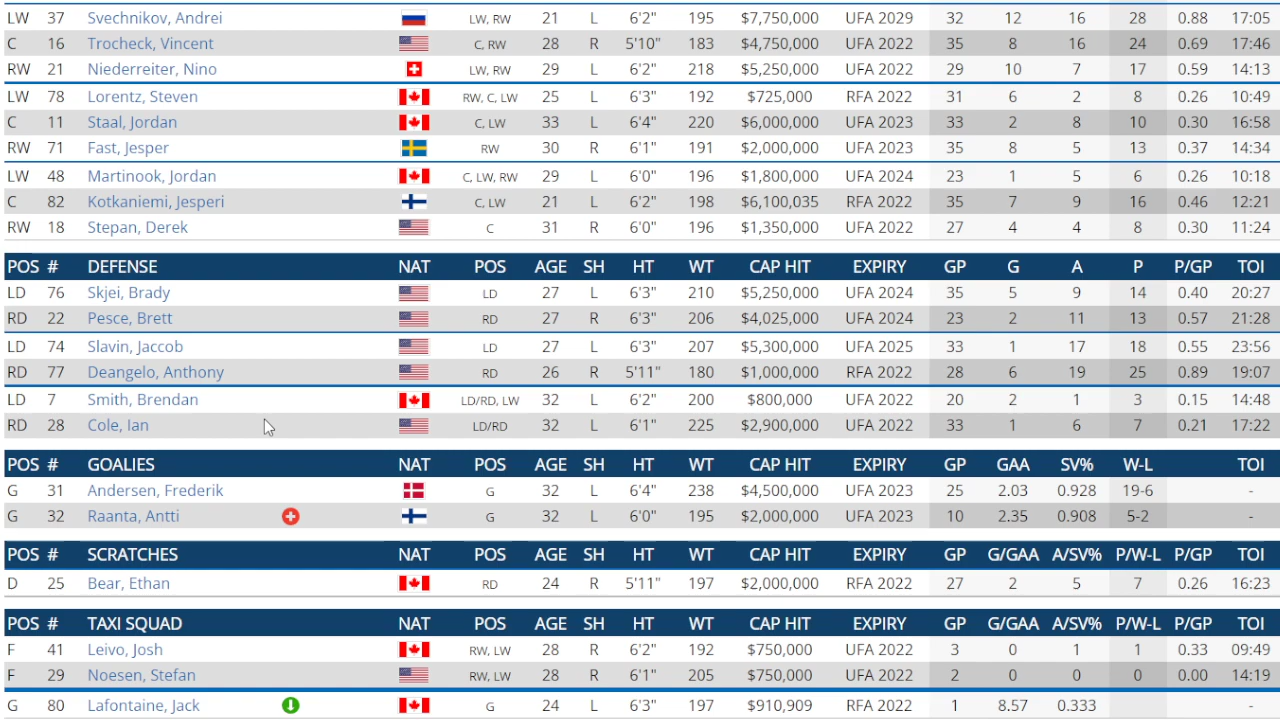 LW 37 Svechnikov, Andrei LW, RW 21 L 6'2" 195 $7,750,000 UFA 2029 32 12 16 28 0.88 17:05
C 16 Trocheck, Vincent C, RW 28 R 5'10" 183 $4,750,000 UFA 2022 35 8 16 24 0.69 17:46
RW 21 Niederreiter, Nino LW, RW 29 L 6'2" 218 $5,250,000 UFA 2022 29 10 7 17 0.59 14:13
LW 78 Lorentz, Steven RW, C, LW 25 L 6'3" 192 $725,000 RFA 2022 31 6 2 8 0.26 10:49
C 11 Staal, Jordan C, LW 33 L 6'4" 220 $6,000,000 UFA 2023 33 2 8 10 0.30 16:58
RW 71 Fast, Jesper RW 30 R 6'1" 191 $2,000,000 UFA 2023 35 8 5 13 0.37 14:34
LW 48 Martinook, Jordan C, LW, RW 29 L 6'0" 196 $1,800,000 UFA 2024 23 1 5 6 0.26 10:18
C 82 Kotkaniemi, Jesperi C, LW 21 L 6'2" 198 $6,100,035 RFA 2022 35 7 9 16 0.46 12:21
RW 18 Stepan, Derek C 31 R 6'0" 196 $1,350,000 UFA 2022 27 4 4 8 0.30 11:24
POS # DEFENSE NAT POS AGE SH HT WT CAP HIT EXPIRY GP G A P P/GP TOI
LD 76 Skjei, Brady LD 27 L 6'3" 210 $5,250,000 UFA 2024 35 5 9 14 0.40 20:27
RD 22 Pesce, Brett RD 27 R 6'3" 206 $4,025,000 UFA 2024 23 2 11 13 0.57 21:23
LD 74 Slavin, Jaccob LD 27 L 6'3" 207 $5,300,000 UFA 2025 33 1 17 18 0.55 23:56
RD 77 Deangelo, Anthony RD 26 R 5'11" 180 $1,000,000 RFA 2022 28 6 19 25 0.89 19:07
LD 7 Smith, Brendan LD/RD, LW 32 L 6'2" 200 $800,000 UFA 2022 20 2 1 3 0.15 14:48
RD 28 Cole, Ian LD/RD 32 L 6'1" 225 $2,900,000 UFA 2022 33 1 6 7 0.21 17:22
POS # GOALIES NAT POS AGE SH HT WT CAP HIT EXPIRY GP GAA SV% W-L TOI
G 31 Andersen, Frederik G 32 L 6'4" 238 $4,500,000 UFA 2023 25 2.03 0.928 19-6 -
G 32 Raanta, Antti G 32 L 6'0" 195 $2,000,000 UFA 2023 10 2.35 0.908 5-2 -
POS # SCRATCHES NAT POS AGE SH HT WT CAP HIT EXPIRY GP G/GAA A/SV% P/W-L P/GP TOI
D 25 Bear, Ethan RD 24 R 5'11" 197 $2,000,000 RFA 2022 27 2 5 7 0.26 16:23
POS # TAXI SQUAD NAT POS AGE SH HT WT CAP HIT EXPIRY GP G/GAA A/SV% P/W-L P/GP TOI
F 41 Leivo, Josh RW, LW 28 R 6'2" 192 $750,000 UFA 2022 3 0 1 1 0.33 09:49
F 29 Noesen, Stefan RW, LW 28 R 6'1" 205 $750,000 UFA 2022 2 0 0 0 0.00 14:19
G 80 Lafontaine, Jack G 24 L 6'3" 197 $910,909 RFA 2022 1 8.57 0.333 -